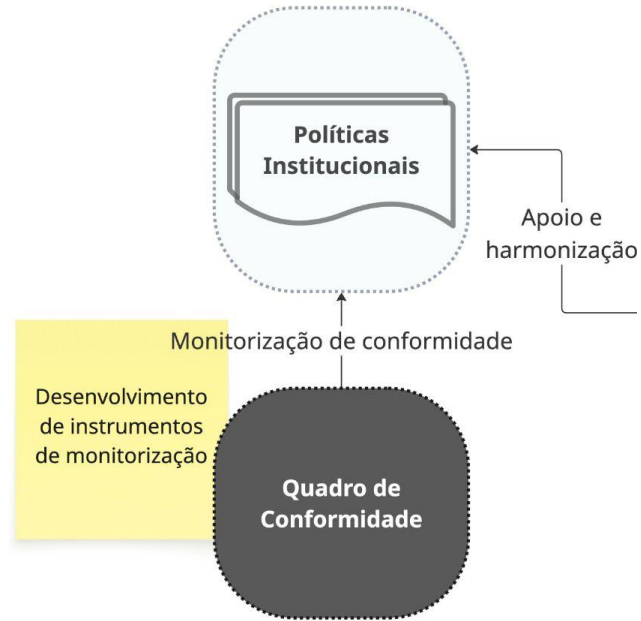 Políticas
Institucionais
Apoio e
harmonização
Monitorização de conformidade
Desenvolvimento
de instrumentos
de monitorização
Quadro de
Conformidade